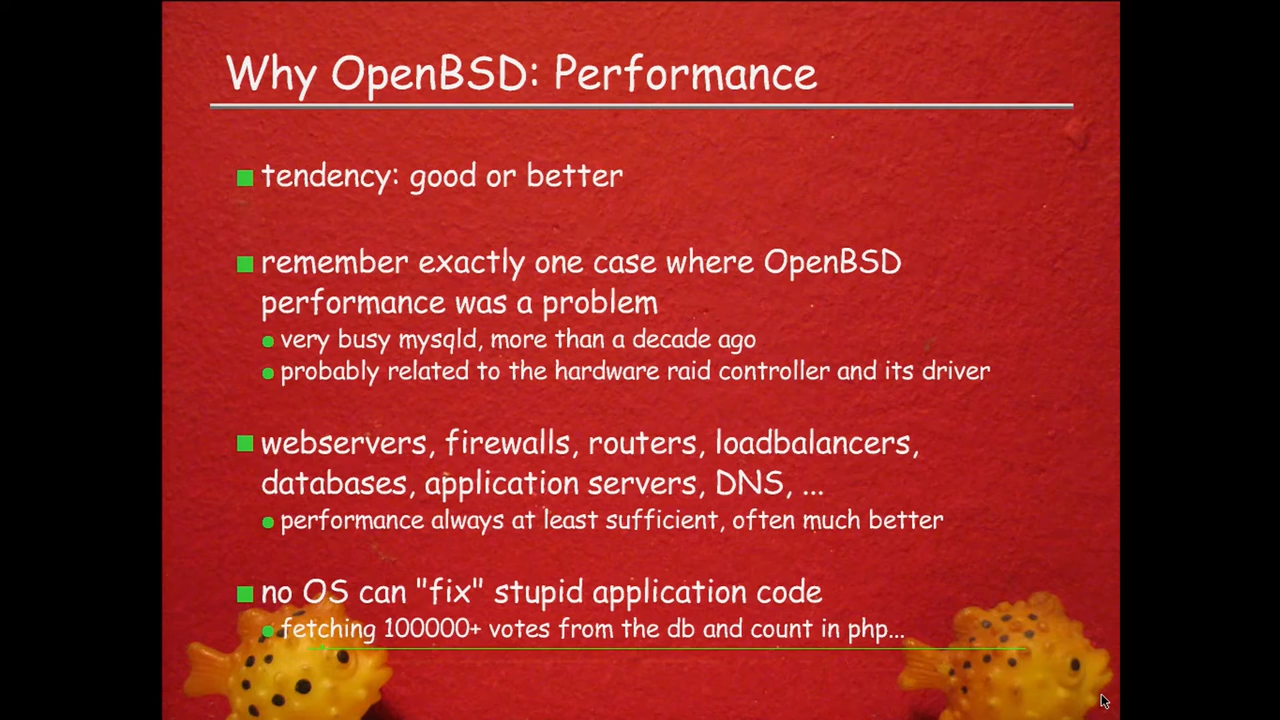 Why OpenBSD: Performance
tendency: good or better
remember exactly one case where OpenBSD
performance was a problem
very busy mysqld, more than a decade ago
probably related to the hardware raid controller and its driver
webservers, firewalls, routers, loadbalancers,
databases, application servers, DNS, ...
performance always at least sufficient, often much better
no OS can "fix" stupid application code
fetching 100000+ votes from the db and count in php...